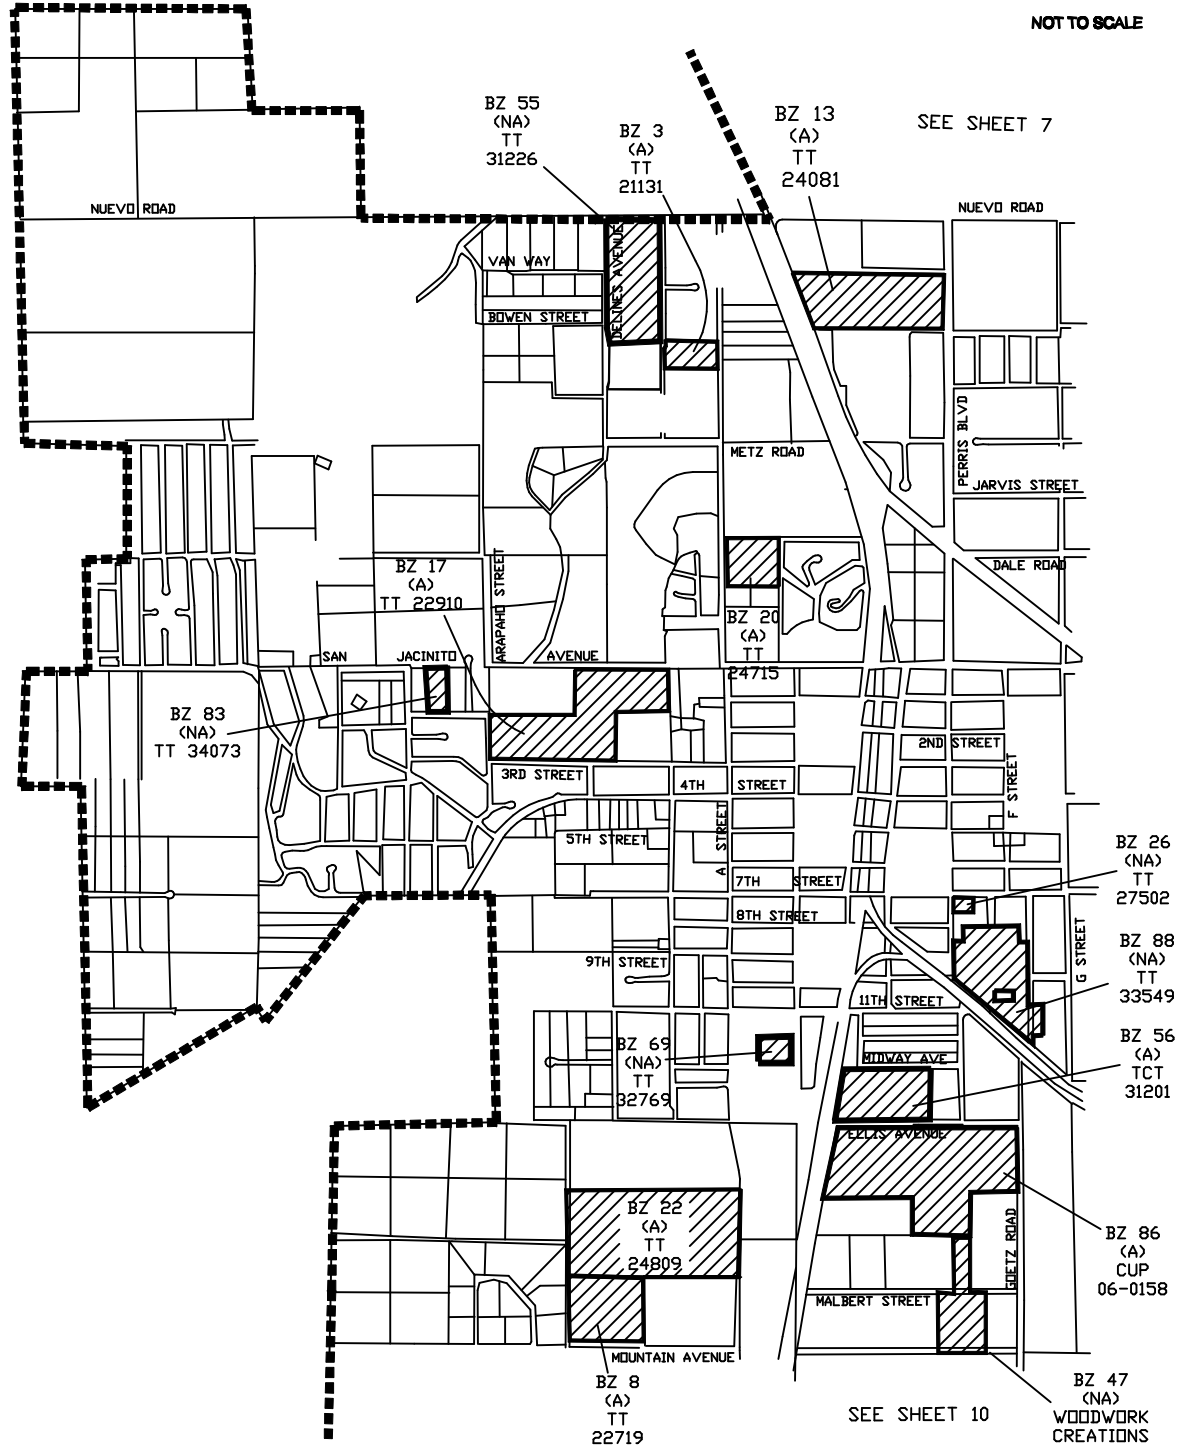 NOT TO SCALE
BZ 55
(NA)
TT
31226
BZ 3
(A)
TT
21131
BZ 13
(A)
TT
24081
SEE SHEET 7
NUEVO ROAD
NUEVO ROAD
VAN WAY
DELINES AVENUE
BOWEN STREET
PERRIS BLVD
METZ ROAD
JARVIS STREET
DALE ROAD
BZ 17
(A)
TT 22910
ARAPAHO STREET
BZ 20
(A)
TT
24715
SAN JACINITO AVENUE
BZ 83
(NA)
TT 34073
2ND STREET
F STREET
3RD STREET
4TH STREET
A STREET
5TH STREET
7TH STREET
8TH STREET
BZ 26
(NA)
TT
27502
9TH STREET
G STREET
BZ 88
(NA)
TT
33549
11TH STREET
BZ 69
(NA)
TT
32769
MIDWAY AVE
BZ 56
(A)
TCT
31201
ELLIS AVENUE
BZ 22
(A)
TT
24809
GOETZ ROAD
BZ 86
(A)
CUP
06-0158
MALBERT STREET
MOUNTAIN AVENUE
BZ 8
(A)
TT
22719
SEE SHEET 10
BZ 47
(NA)
WOODWORK
CREATIONS